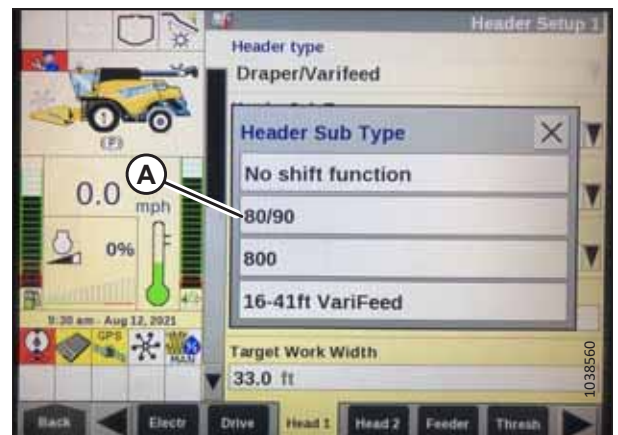 Header Setup 1
Header type
Draper/Varifeed
Header Sub Type
No shift function
80/90
800
16-41ft VariFeed
A
1
(F)
0.0 mph
0%
9:30 am - Aug 12, 2021
GPS
Target Work Width
33.0 ft
Back
Electr
Drive
Head 1
Head 2
Feeder
Thresh
1038560